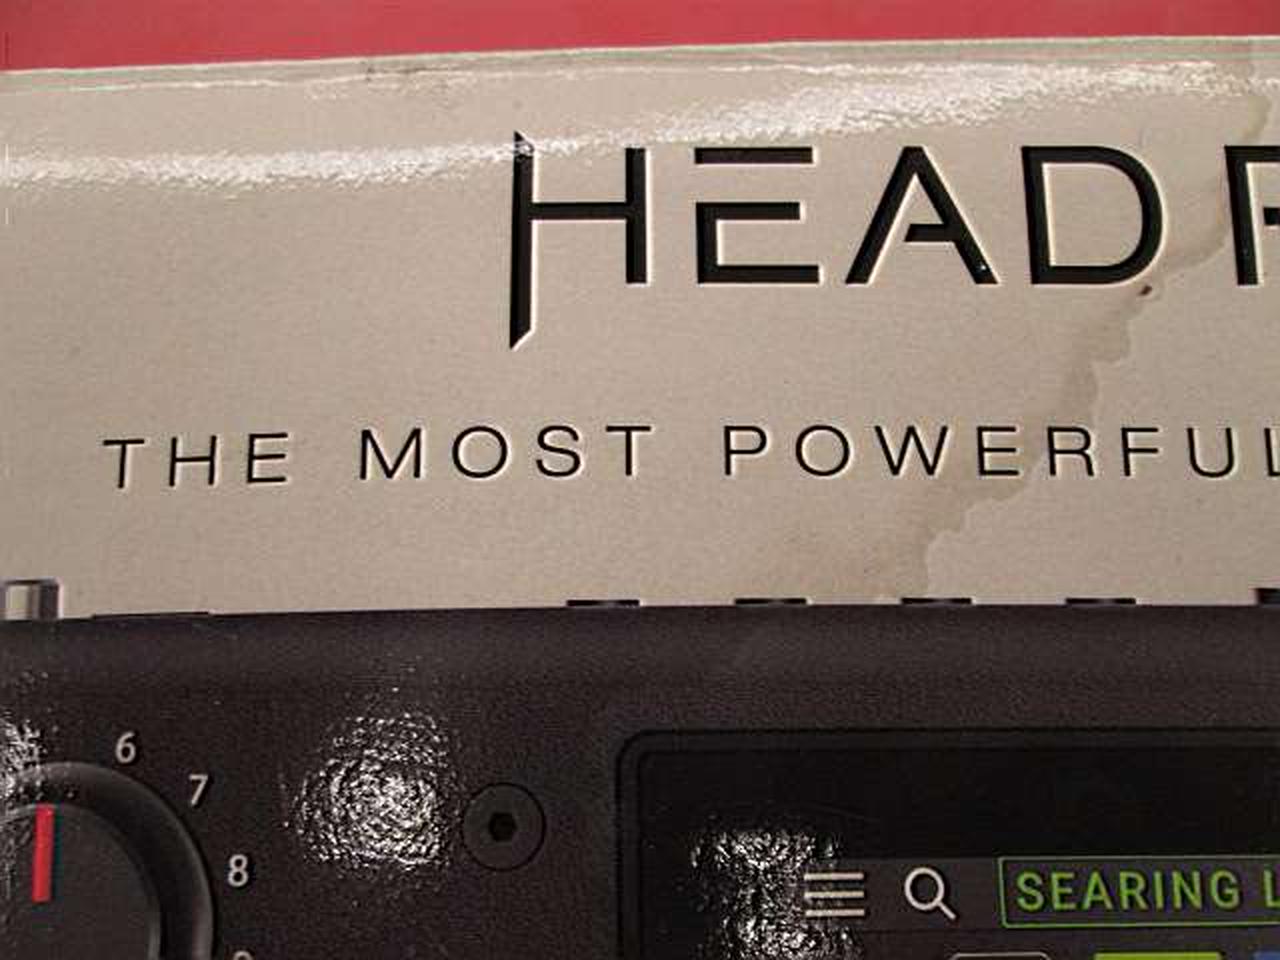 HEAD
THE MOST POWERFUL
6
7
8
SEARING